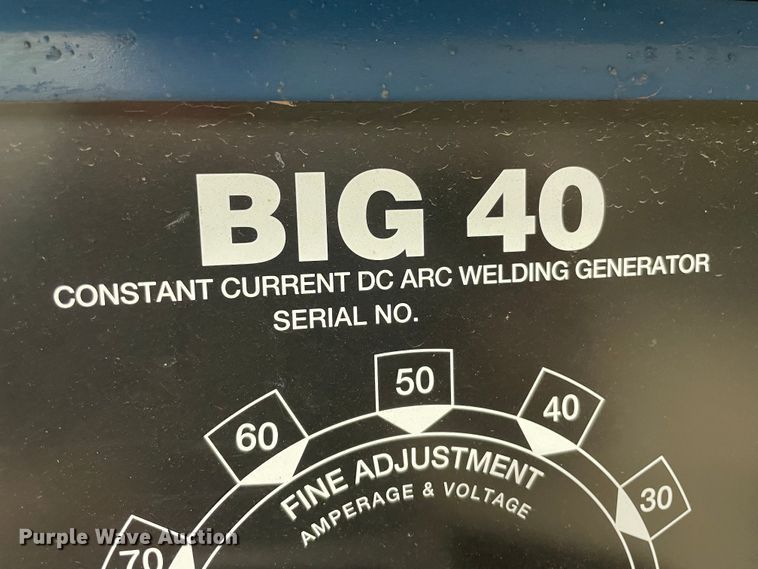 BIG 40
CONSTANT CURRENT DC ARC WELDING GENERATOR
SERIAL NO.
50
60
40
30
70
FINE ADJUSTMENT
AMPERAGE & VOLTAGE
Purple Wave Auction